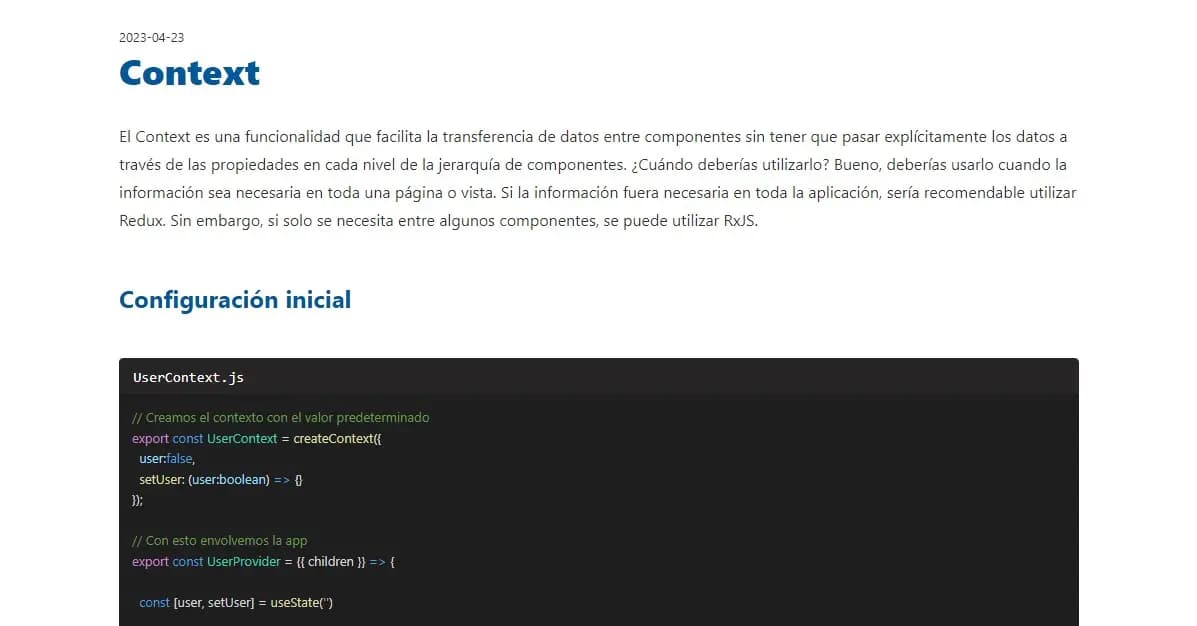 2023-04-23
Context
El Context es una funcionalidad que facilita la transferencia de datos entre componentes sin tener que pasar explícitamente los datos a
través de las propiedades en cada nivel de la jerarquía de componentes. ¿Cuándo deberías utilizarlo? Bueno, deberías usarlo cuando la
información sea necesaria en toda una página o vista. Si la información fuera necesaria en toda la aplicación, sería recomendable utilizar
Redux. Sin embargo, si solo se necesita entre algunos componentes, se puede utilizar RxJS.
Configuración inicial
UserContext.js
// Creamos el contexto con el valor predeterminado
export const UserContext = createContext({
user:false,
setUser: (user:boolean) => {}
});
// Con esto envolvemos la app
export const UserProvider = {{ children }} => {
const [user, setUser] = useState('')